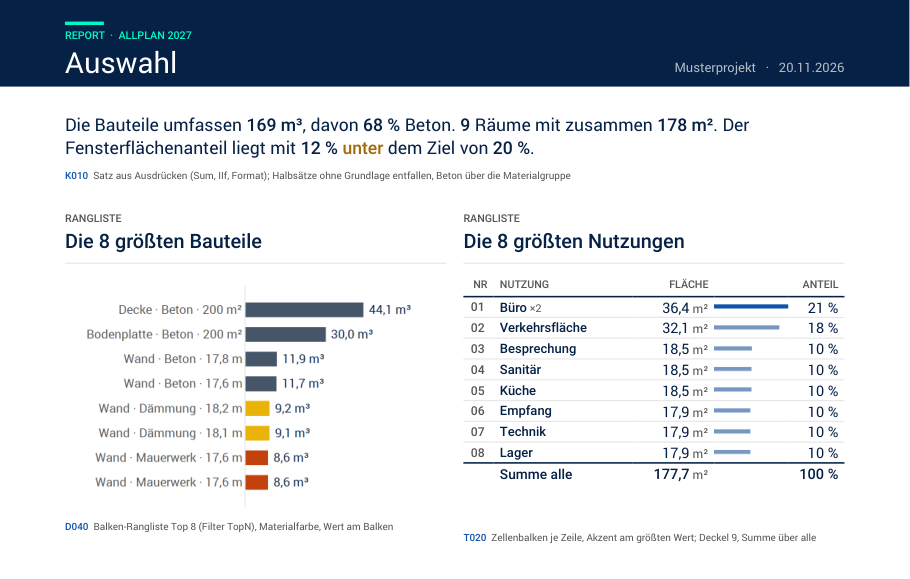 REPORT · ALLPLAN 2027
Auswahl
Musterprojekt · 20.11.2026
Die Bauteile umfassen 169 m³, davon 68 % Beton. 9 Räume mit zusammen 178 m². Der
Fensterflächenanteil liegt mit 12 % unter dem Ziel von 20 %.
K010 Satz aus Ausdrücken (Sum, IIf, Format); Halbsätze ohne Grundlage entfallen, Beton über die Materialgruppe
RANGLISTE
Die 8 größten Bauteile
Decke · Beton · 200 m² 44,1 m³
Bodenplatte · Beton · 200 m² 30,0 m³
Wand · Beton · 17,8 m 11,9 m³
Wand · Beton · 17,6 m 11,7 m³
Wand · Dämmung · 18,2 m 9,2 m³
Wand · Dämmung · 18,1 m 9,1 m³
Wand · Mauerwerk · 17,6 m 8,6 m³
Wand · Mauerwerk · 17,6 m 8,6 m³
D040 Balken-Rangliste Top 8 (Filter TopN), Materialfarbe, Wert am Balken
RANGLISTE
Die 8 größten Nutzungen
NR NUTZUNG FLÄCHE ANTEIL
01 Büro ×2 36,4 m² 21 %
02 Verkehrsfläche 32,1 m² 18 %
03 Besprechung 18,5 m² 10 %
04 Sanitär 18,5 m² 10 %
05 Küche 18,5 m² 10 %
06 Empfang 17,9 m² 10 %
07 Technik 17,9 m² 10 %
08 Lager 17,9 m² 10 %
Summe alle 177,7 m² 100 %
T020 Zellenbalken je Zeile, Akzent am größten Wert; Deckel 9, Summe über alle